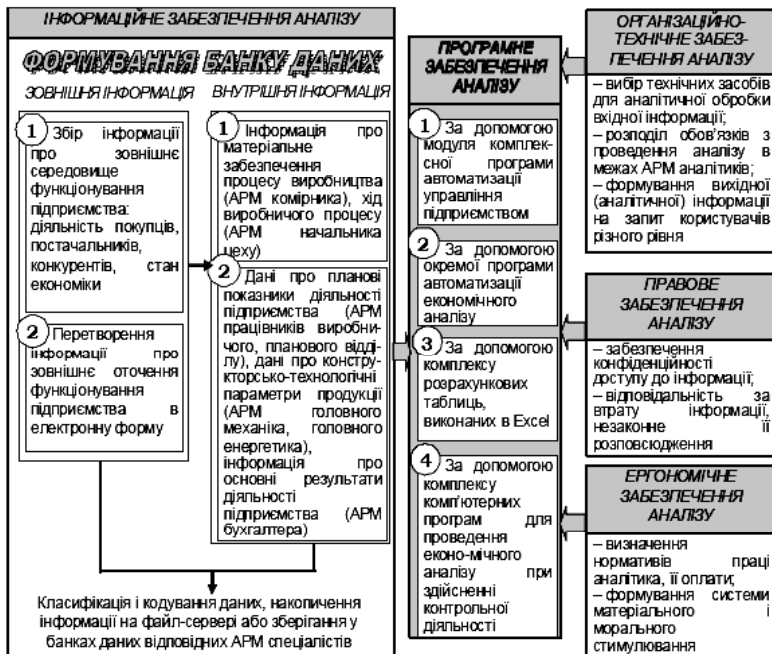 ІНФОРМАЦІЙНЕ ЗАБЕЗПЕЧЕННЯ АНАЛІЗУ
ФОРМУВАННЯ БАНКУ ДАНИХ
ЗОВНІШНЯ ІНФОРМАЦІЯ
1 Збір інформації
про зовнішнє
середовище
функціонування
підприємства:
діяльність покупців,
постачальників,
конкурентів, стан
економіки
2 Перетворення
інформації про
зовнішнє оточення
функціонування
підприємства в
електронну форму
ВНУТРІШНЯ ІНФОРМАЦІЯ
1 Інформація про
матеріальне
забезпечення
процесу виробництва
(АРМ комірника), хід
виробничого процесу
(АРМ начальника
цеху)
2 Дані про планові
показники діяльності
підприємства (АРМ
працівників виробни-
чого, планового відді-
лу), дані про констру-
кторсько-технологічні
параметри продукції
(АРМ головного
механіка, головного
енергетика),
інформація про
основні результати
діяльності
підприємства (АРМ
бухгалтера)
Класифікація і кодування даних, накопичення
інформації на файл-сервері або зберігання у
банках даних відповідних АРМ спеціалістів
ПРОГРАМНЕ
ЗАБЕЗПЕЧЕННЯ
АНАЛІЗУ
1 За допомогою
модуля комплек-
сної програми
автоматизації
управління
підприємством
2 За допомогою
окремої програми
автоматизації
економічного
аналізу
3 За допомогою
комплексу
розрахункових
таблиць,
виконаних в Excel
4 За допомогою
комплексу
комп'ютерних
програм для
проведення
еконо-мічного
аналізу при
здійсненні
контрольної
діяльності
ОРГАНІЗАЦІЙНО-
ТЕХНІЧНЕ ЗАБЕЗ-
ПЕЧЕННЯ АНАЛІЗУ
– вибір технічних засобів
для аналітичної обробки
вхідної інформації;
– розподіл обов'язків з
проведення аналізу в
межах АРМ аналітиків;
– формування вихідної
(аналітичної) інформації
на запит користувачів
різного рівня
ПРАВОВЕ
ЗАБЕЗПЕЧЕННЯ
АНАЛІЗУ
– забезпечення
конфіденційності
доступу до інформації;
– відповідальність за
втрату інформації,
незаконне її
розповсюдження
ЕРГОНОМІЧНЕ
ЗАБЕЗПЕЧЕННЯ
АНАЛІЗУ
– визначення
нормативів праці
аналітика, її оплати;
– формування системи
матеріального і
морального
стимулювання